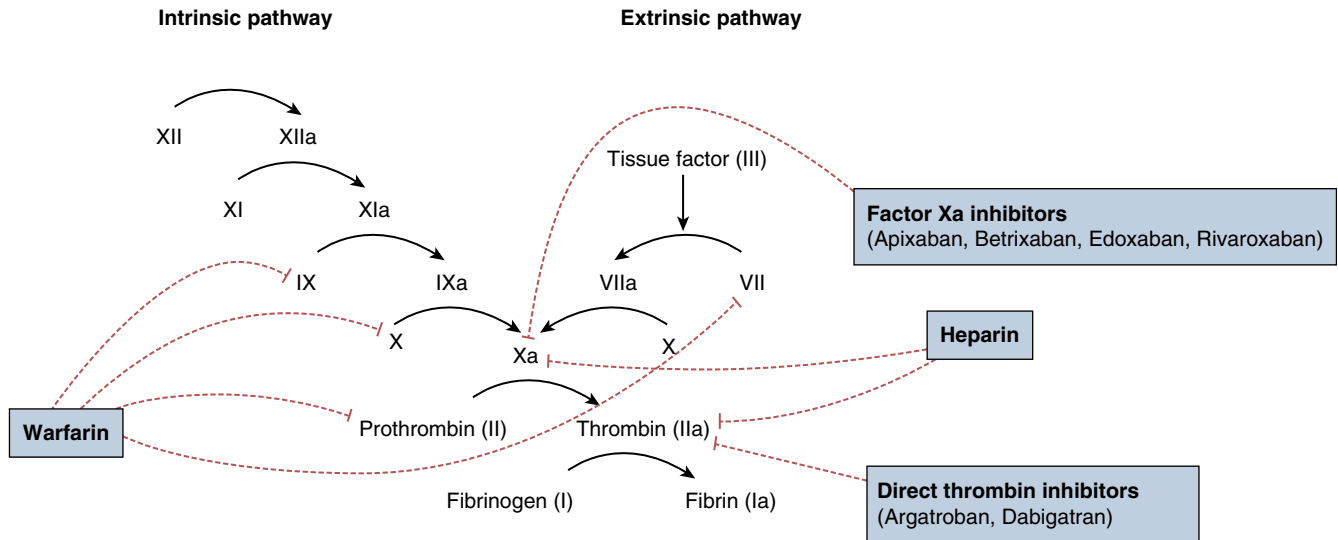 Intrinsic pathway
Extrinsic pathway
XII
XIIa
Tissue factor (III)
XI
XIa
Factor Xa inhibitors
(Apixaban, Betrixaban, Edoxaban, Rivaroxaban)
IX
IXa
VIIa
VII
X
X
Heparin
Xa
Warfarin
Prothrombin (II)
Thrombin (IIa)
Fibrinogen (I)
Fibrin (Ia)
Direct thrombin inhibitors
(Argatroban, Dabigatran)